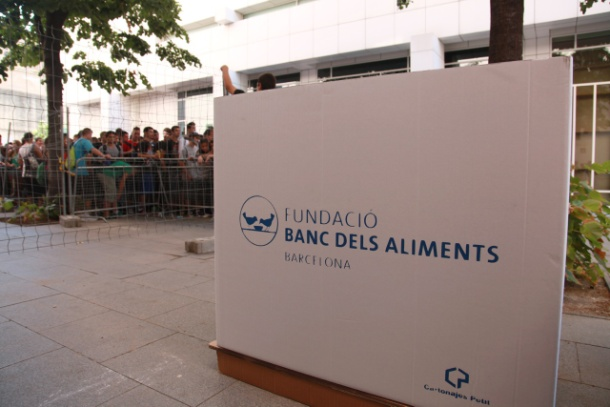 FUNDACIÓ
BANC DELS ALIMENTS
BARCELONA
Cartonajes Petit